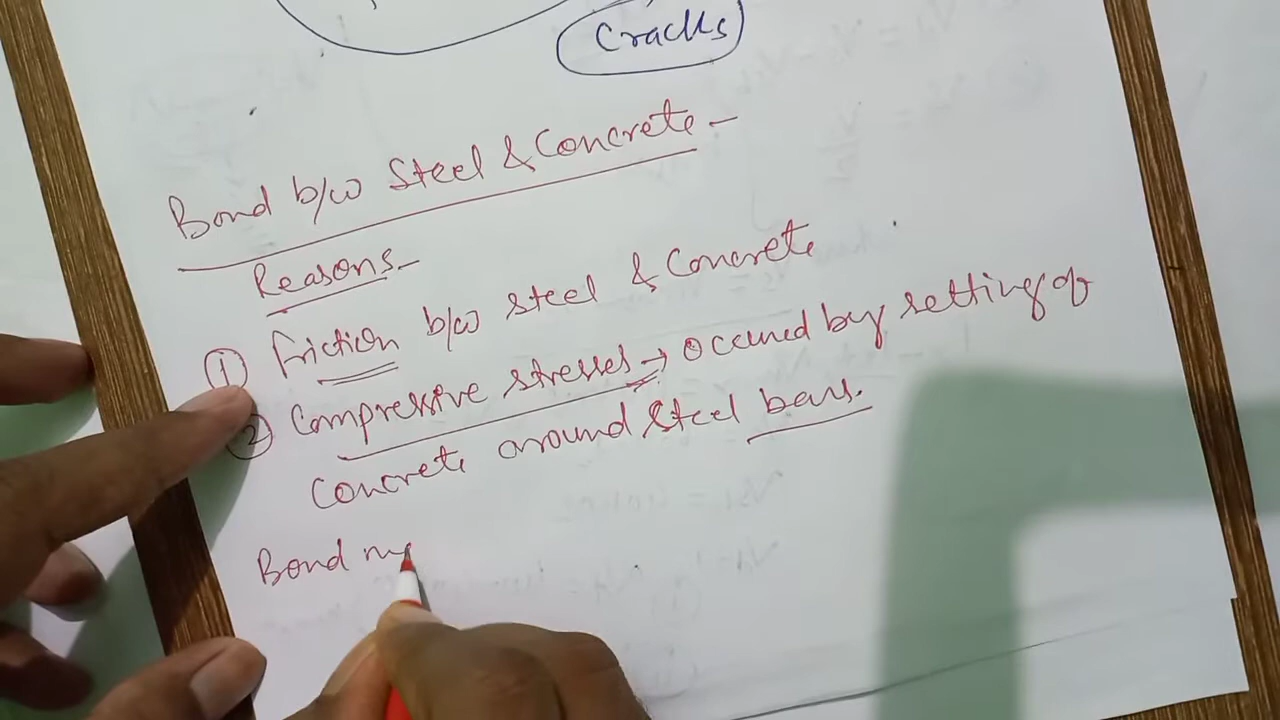 Cracks
Bond b/w Steel & Concrete -
Reasons -
① friction b/w steel & Concrete
② Compressive stresses → Occured by setting of
Concrete around Steel bars.
Bond